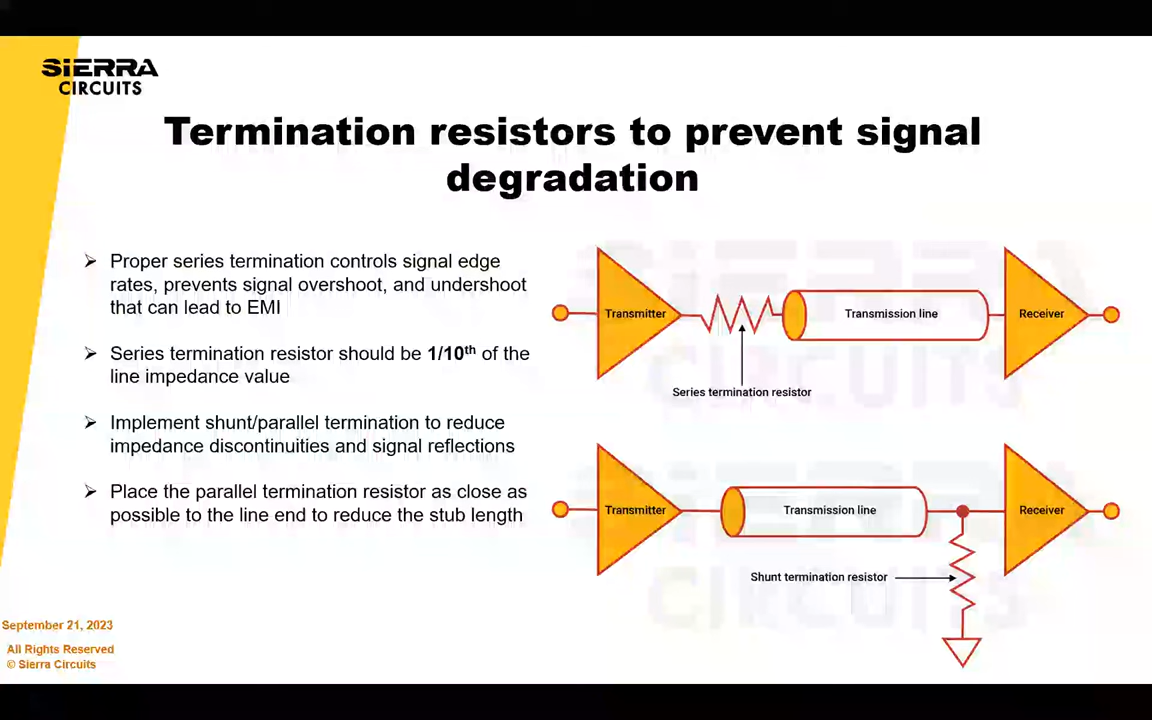 SIERRA
CIRCUITS
Termination resistors to prevent signal
degradation
➢ Proper series termination controls signal edge
rates, prevents signal overshoot, and undershoot
that can lead to EMI
➢ Series termination resistor should be 1/10th of the
line impedance value
➢ Implement shunt/parallel termination to reduce
impedance discontinuities and signal reflections
➢ Place the parallel termination resistor as close as
possible to the line end to reduce the stub length
Transmitter
Transmission line
Receiver
Series termination resistor
Transmitter
Transmission line
Receiver
Shunt termination resistor
SIERRA
CIRCUITS
SIERRA
CIRCUITS
September 21, 2023
All Rights Reserved
© Sierra Circuits